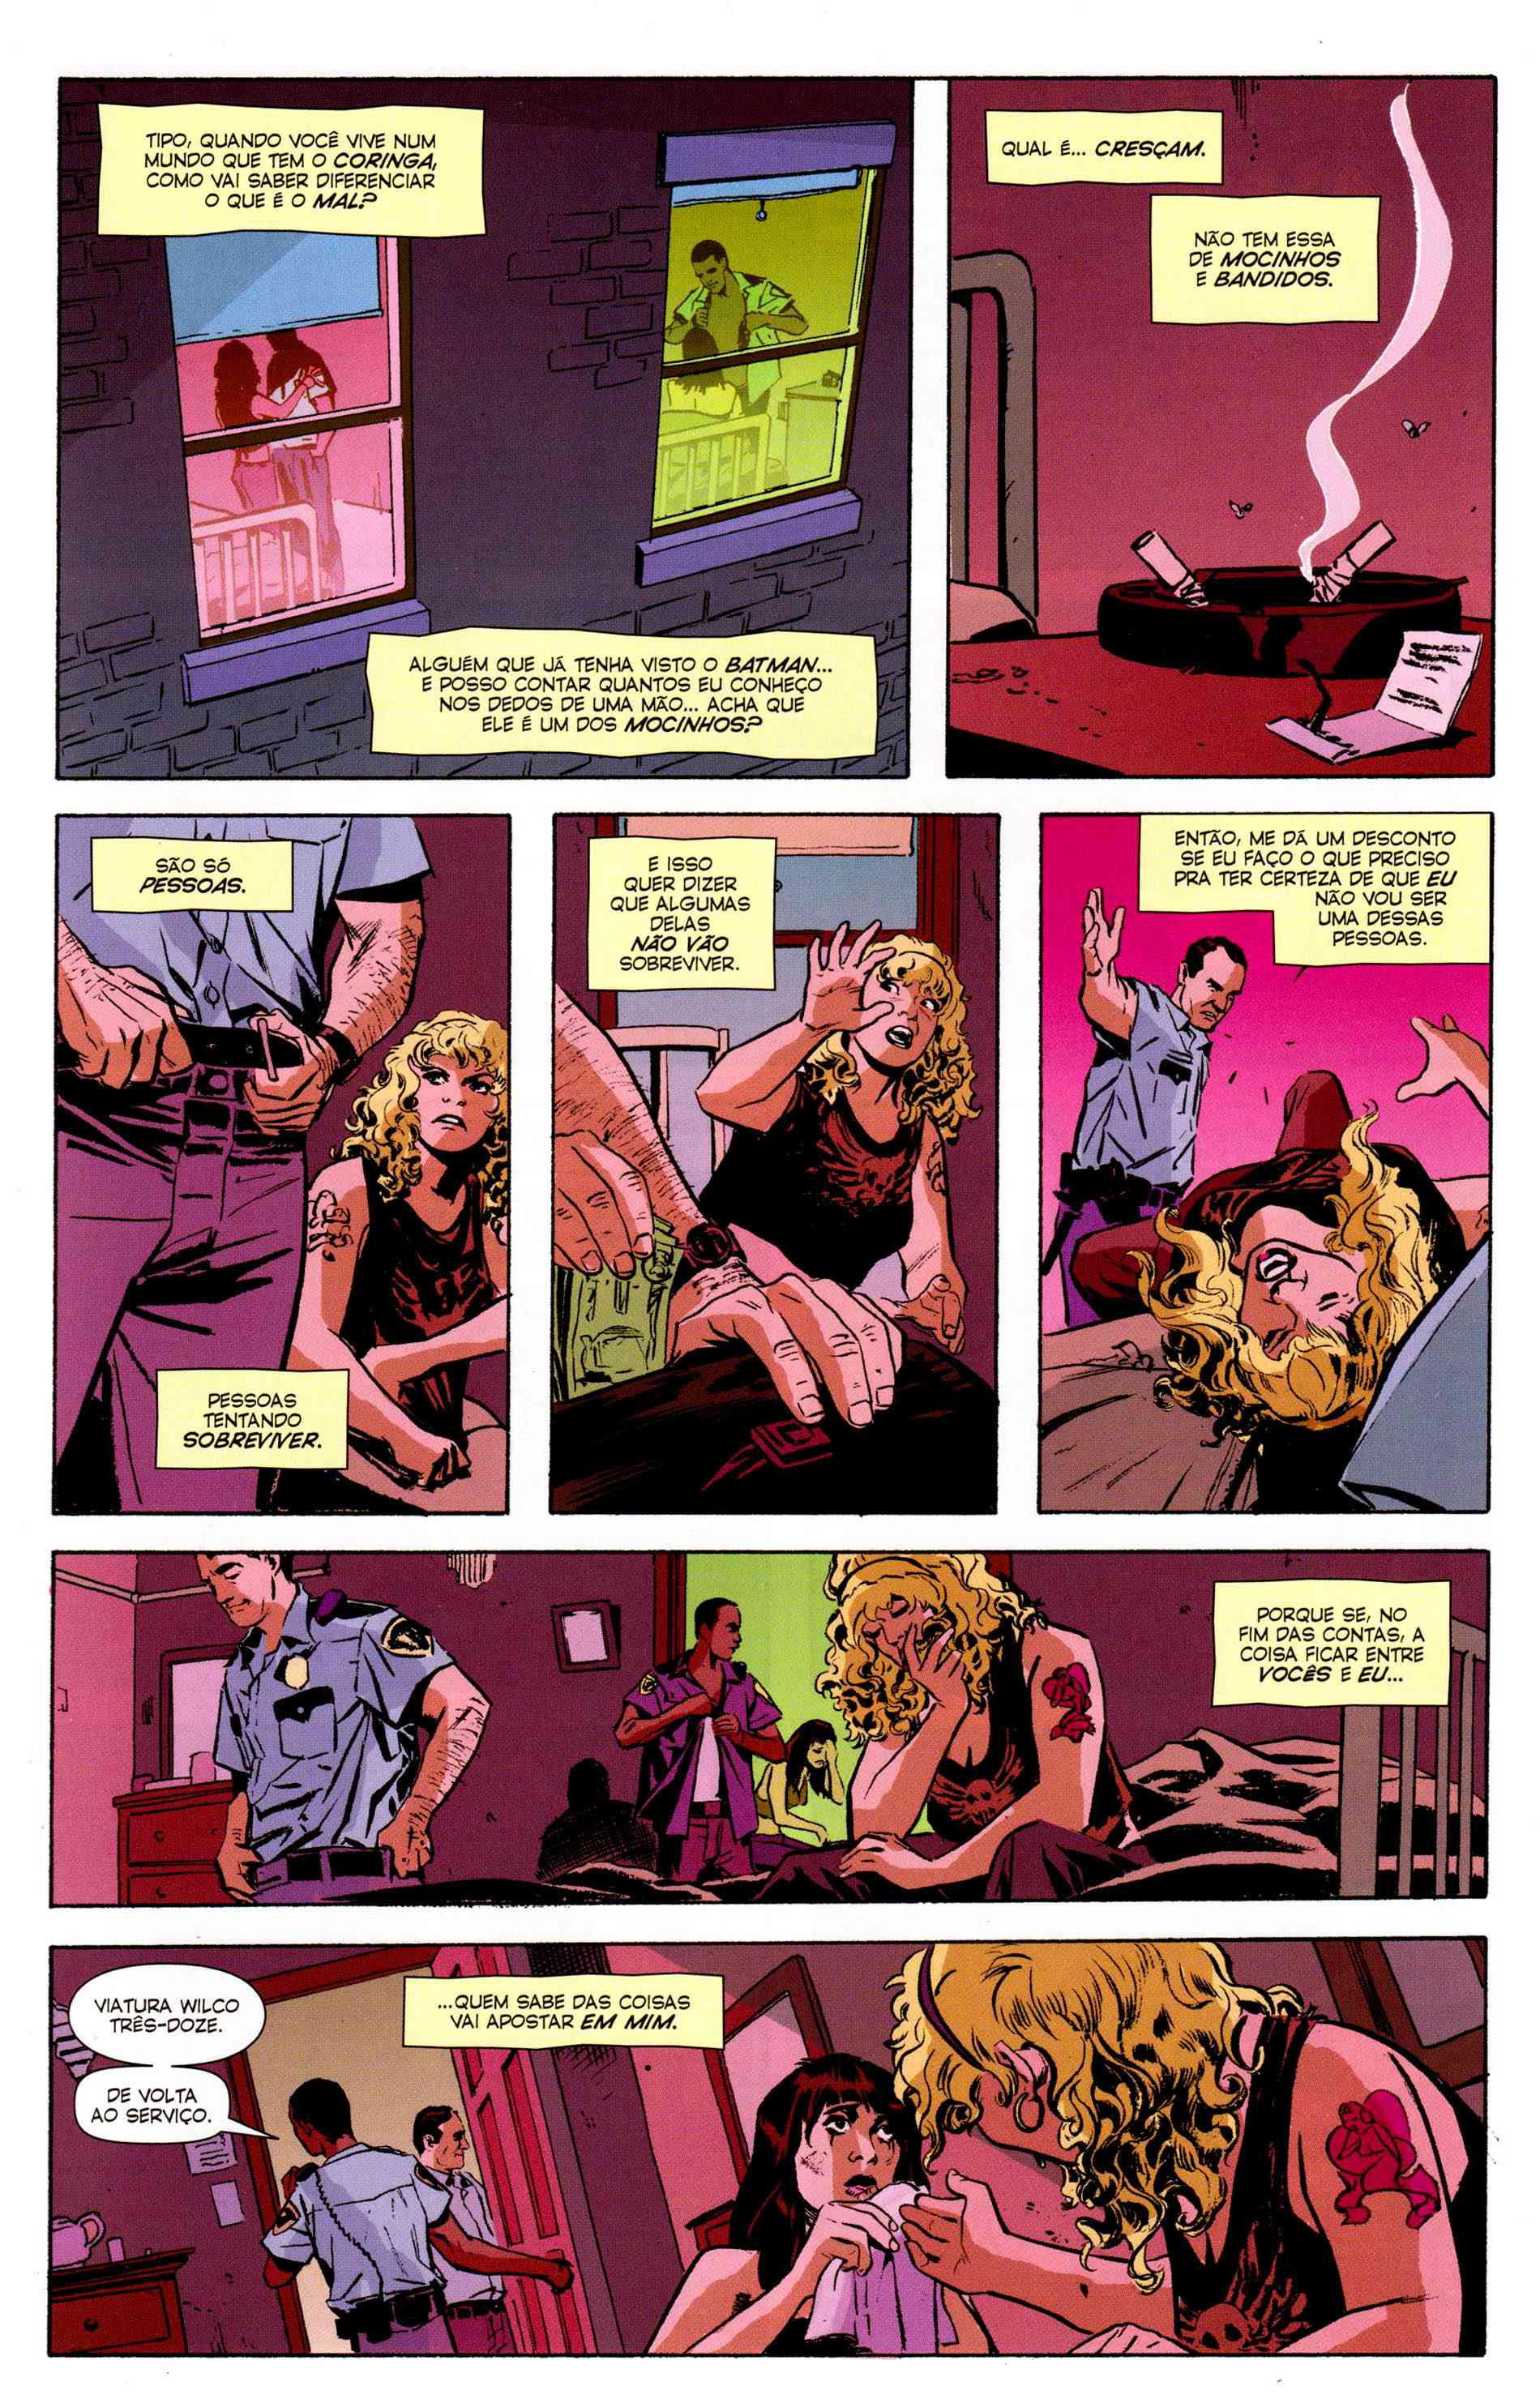 TIPO, QUANDO VOCÊ VIVE NUM
MUNDO QUE TEM O CORINGA,
COMO VAI SABER DIFERENCIAR
O QUE É O MAL?
ALGUÉM QUE JÁ TENHA VISTO O BATMAN...
E POSSO CONTAR QUANTOS EU CONHEÇO
NOS DEDOS DE UMA MÃO... ACHA QUE
ELE É UM DOS MOCINHOS?
QUAL É... CRESÇAM.
NÃO TEM ESSA
DE MOCINHOS
E BANDIDOS.
SÃO SÓ
PESSOAS.
PESSOAS
TENTANDO
SOBREVIVER.
E ISSO
QUER DIZER
QUE ALGUMAS
DELAS
NÃO VÃO
SOBREVIVER.
ENTÃO, ME DÁ UM DESCONTO
SE EU FAÇO O QUE PRECISO
PRA TER CERTEZA DE QUE EU
NÃO VOU SER
UMA DESSAS
PESSOAS.
PORQUE SE, NO
FIM DAS CONTAS, A
COISA FICAR ENTRE
VOCÊS E EU...
VIATURA WILCO
TRÊS-DOZE.
DE VOLTA
AO SERVIÇO.
...QUEM SABE DAS COISAS
VAI APOSTAR EM MIM.